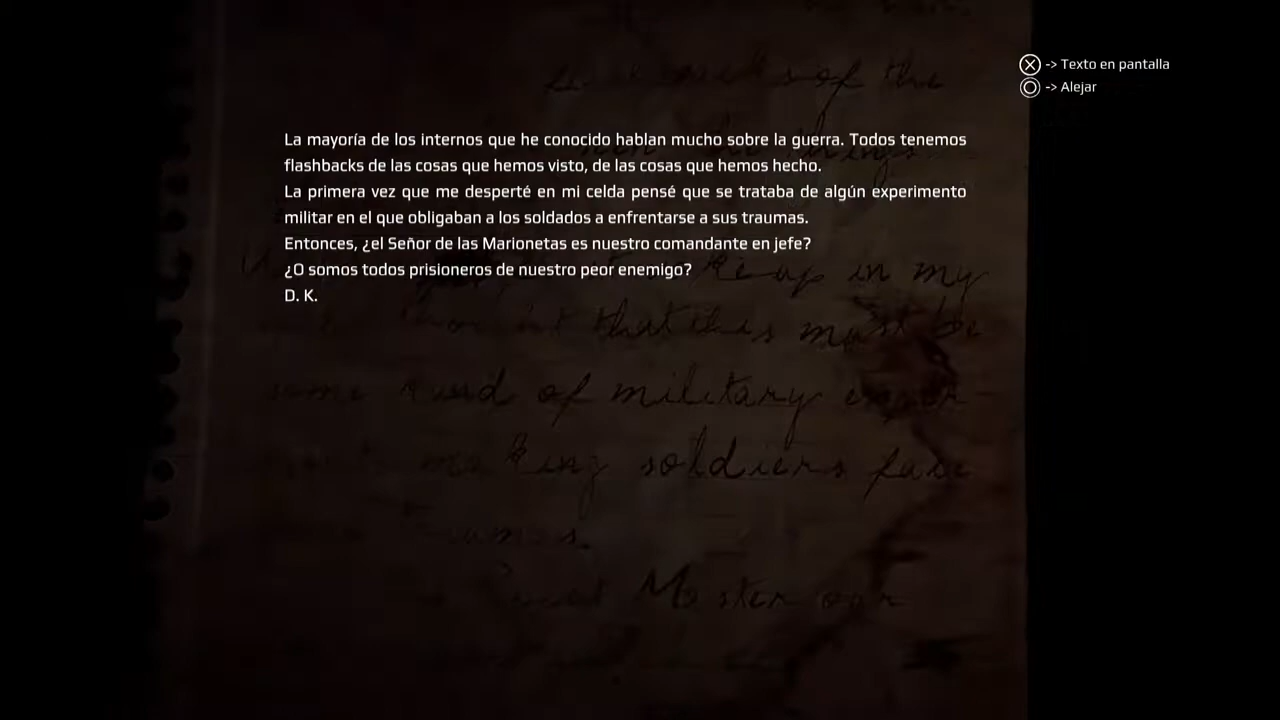 -> Texto en pantalla
-> Alejar
La mayoría de los internos que he conocido hablan mucho sobre la guerra. Todos tenemos
flashbacks de las cosas que hemos visto, de las cosas que hemos hecho.
La primera vez que me desperté en mi celda pensé que se trataba de algún experimento
militar en el que obligaban a los soldados a enfrentarse a sus traumas.
Entonces, ¿el Señor de las Marionetas es nuestro comandante en jefe?
¿O somos todos prisioneros de nuestro peor enemigo?
D. K.
of the
up in my
that this must be
kind of military
making soldiers face
Master our